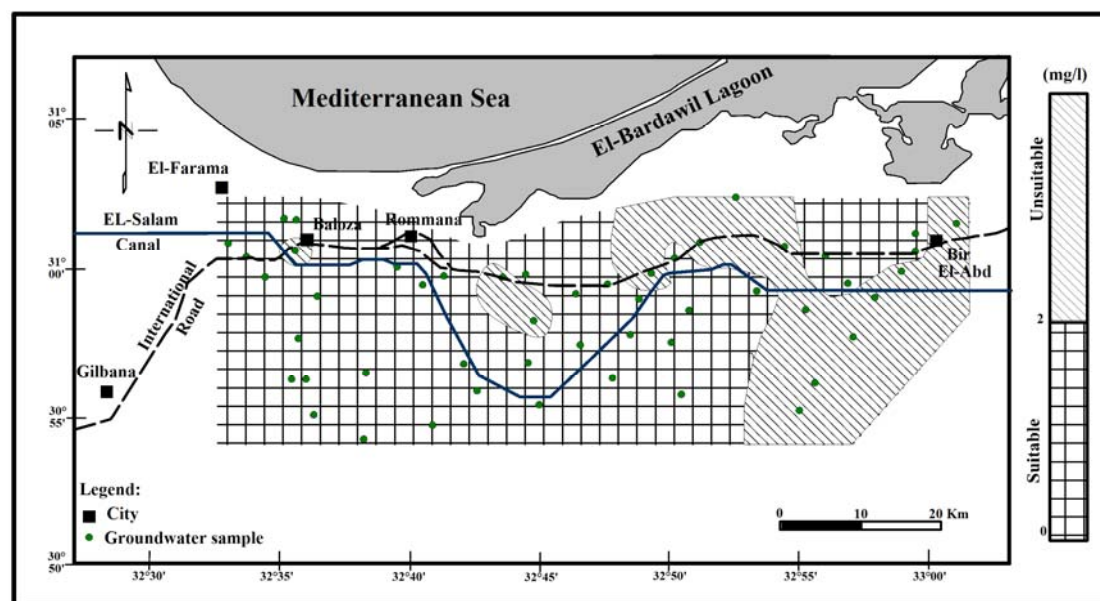 Mediterranean Sea
El-Bardawil Lagoon
(mg/l)
Unsuitable
2
Suitable
0
31°
05'
31°
00'
30°
55'
30°
50'
N
El-Farama
EL-Salam
Canal
Baloza
Rommana
Bir
El-Abd
International
Road
Gilbana
Legend:
City
Groundwater sample
0 10 20 Km
32°30' 32°35' 32°40' 32°45' 32°50' 32°55' 33°00'